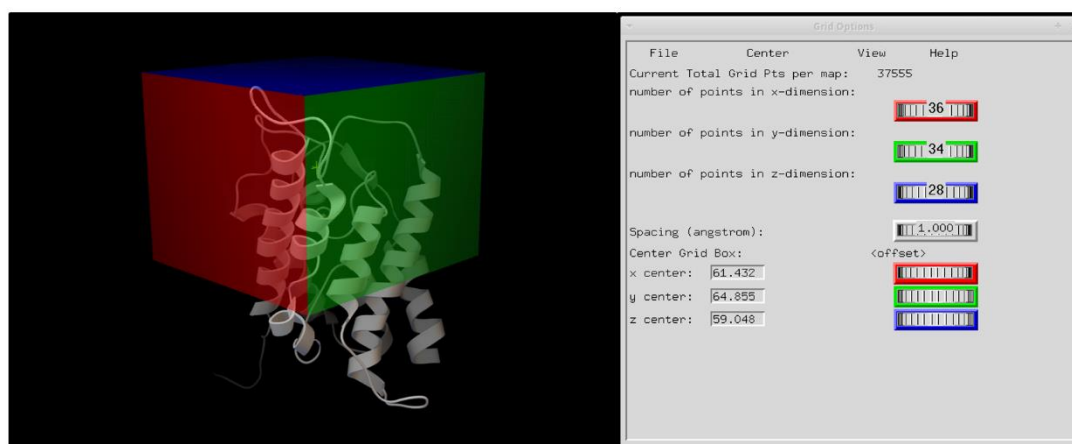 Grid Options
File Center View Help
Current Total Grid Pts per map: 37555
number of points in x-dimension:
36
number of points in y-dimension:
34
number of points in z-dimension:
28
Spacing (angstrom): 1.000
Center Grid Box: <offset>
x center: 61.432
y center: 64.855
z center: 59.048